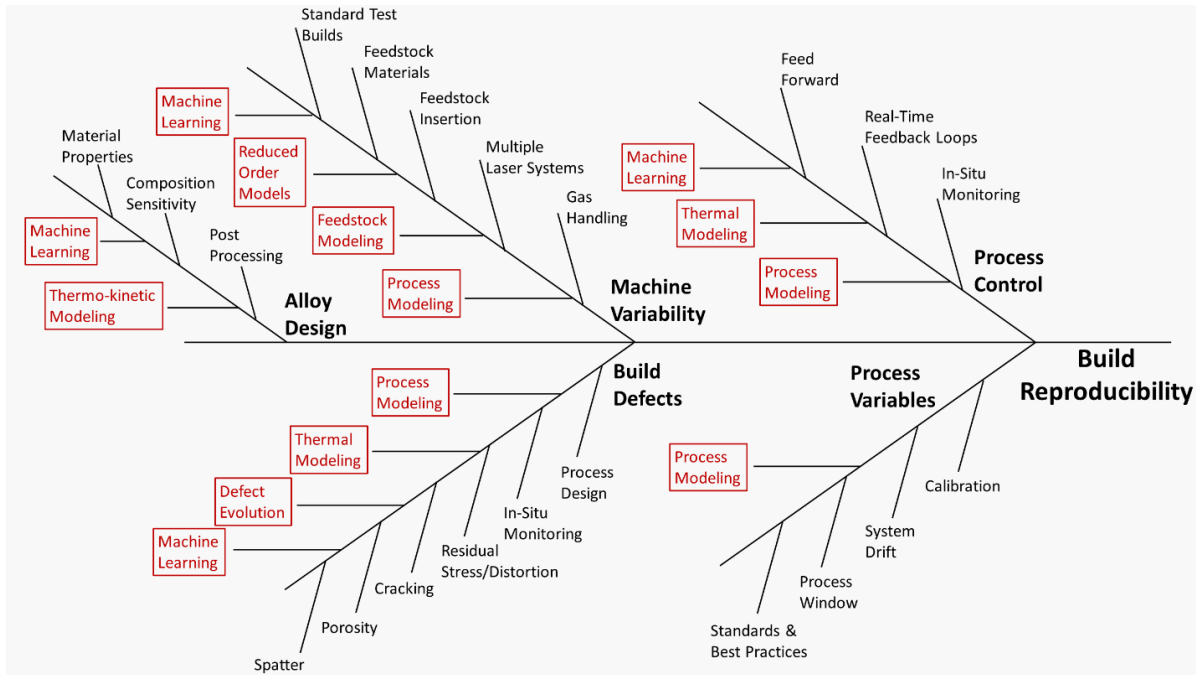 Standard Test
Builds
Feedstock
Materials
Feedstock
Insertion
Multiple
Laser Systems
Gas
Handling
Machine
Learning
Reduced
Order
Models
Feedstock
Modeling
Process
Modeling
Machine
Variability
Material
Properties
Composition
Sensitivity
Post
Processing
Machine
Learning
Thermo-kinetic
Modeling
Alloy
Design
Feed
Forward
Real-Time
Feedback Loops
In-Situ
Monitoring
Machine
Learning
Thermal
Modeling
Process
Modeling
Process
Control
Build
Reproducibility
Build
Defects
Process
Modeling
Thermal
Modeling
Defect
Evolution
Machine
Learning
Process
Design
In-Situ
Monitoring
Residual
Stress/Distortion
Cracking
Porosity
Spatter
Process
Variables
Process
Modeling
Calibration
System
Drift
Process
Window
Standards &
Best Practices